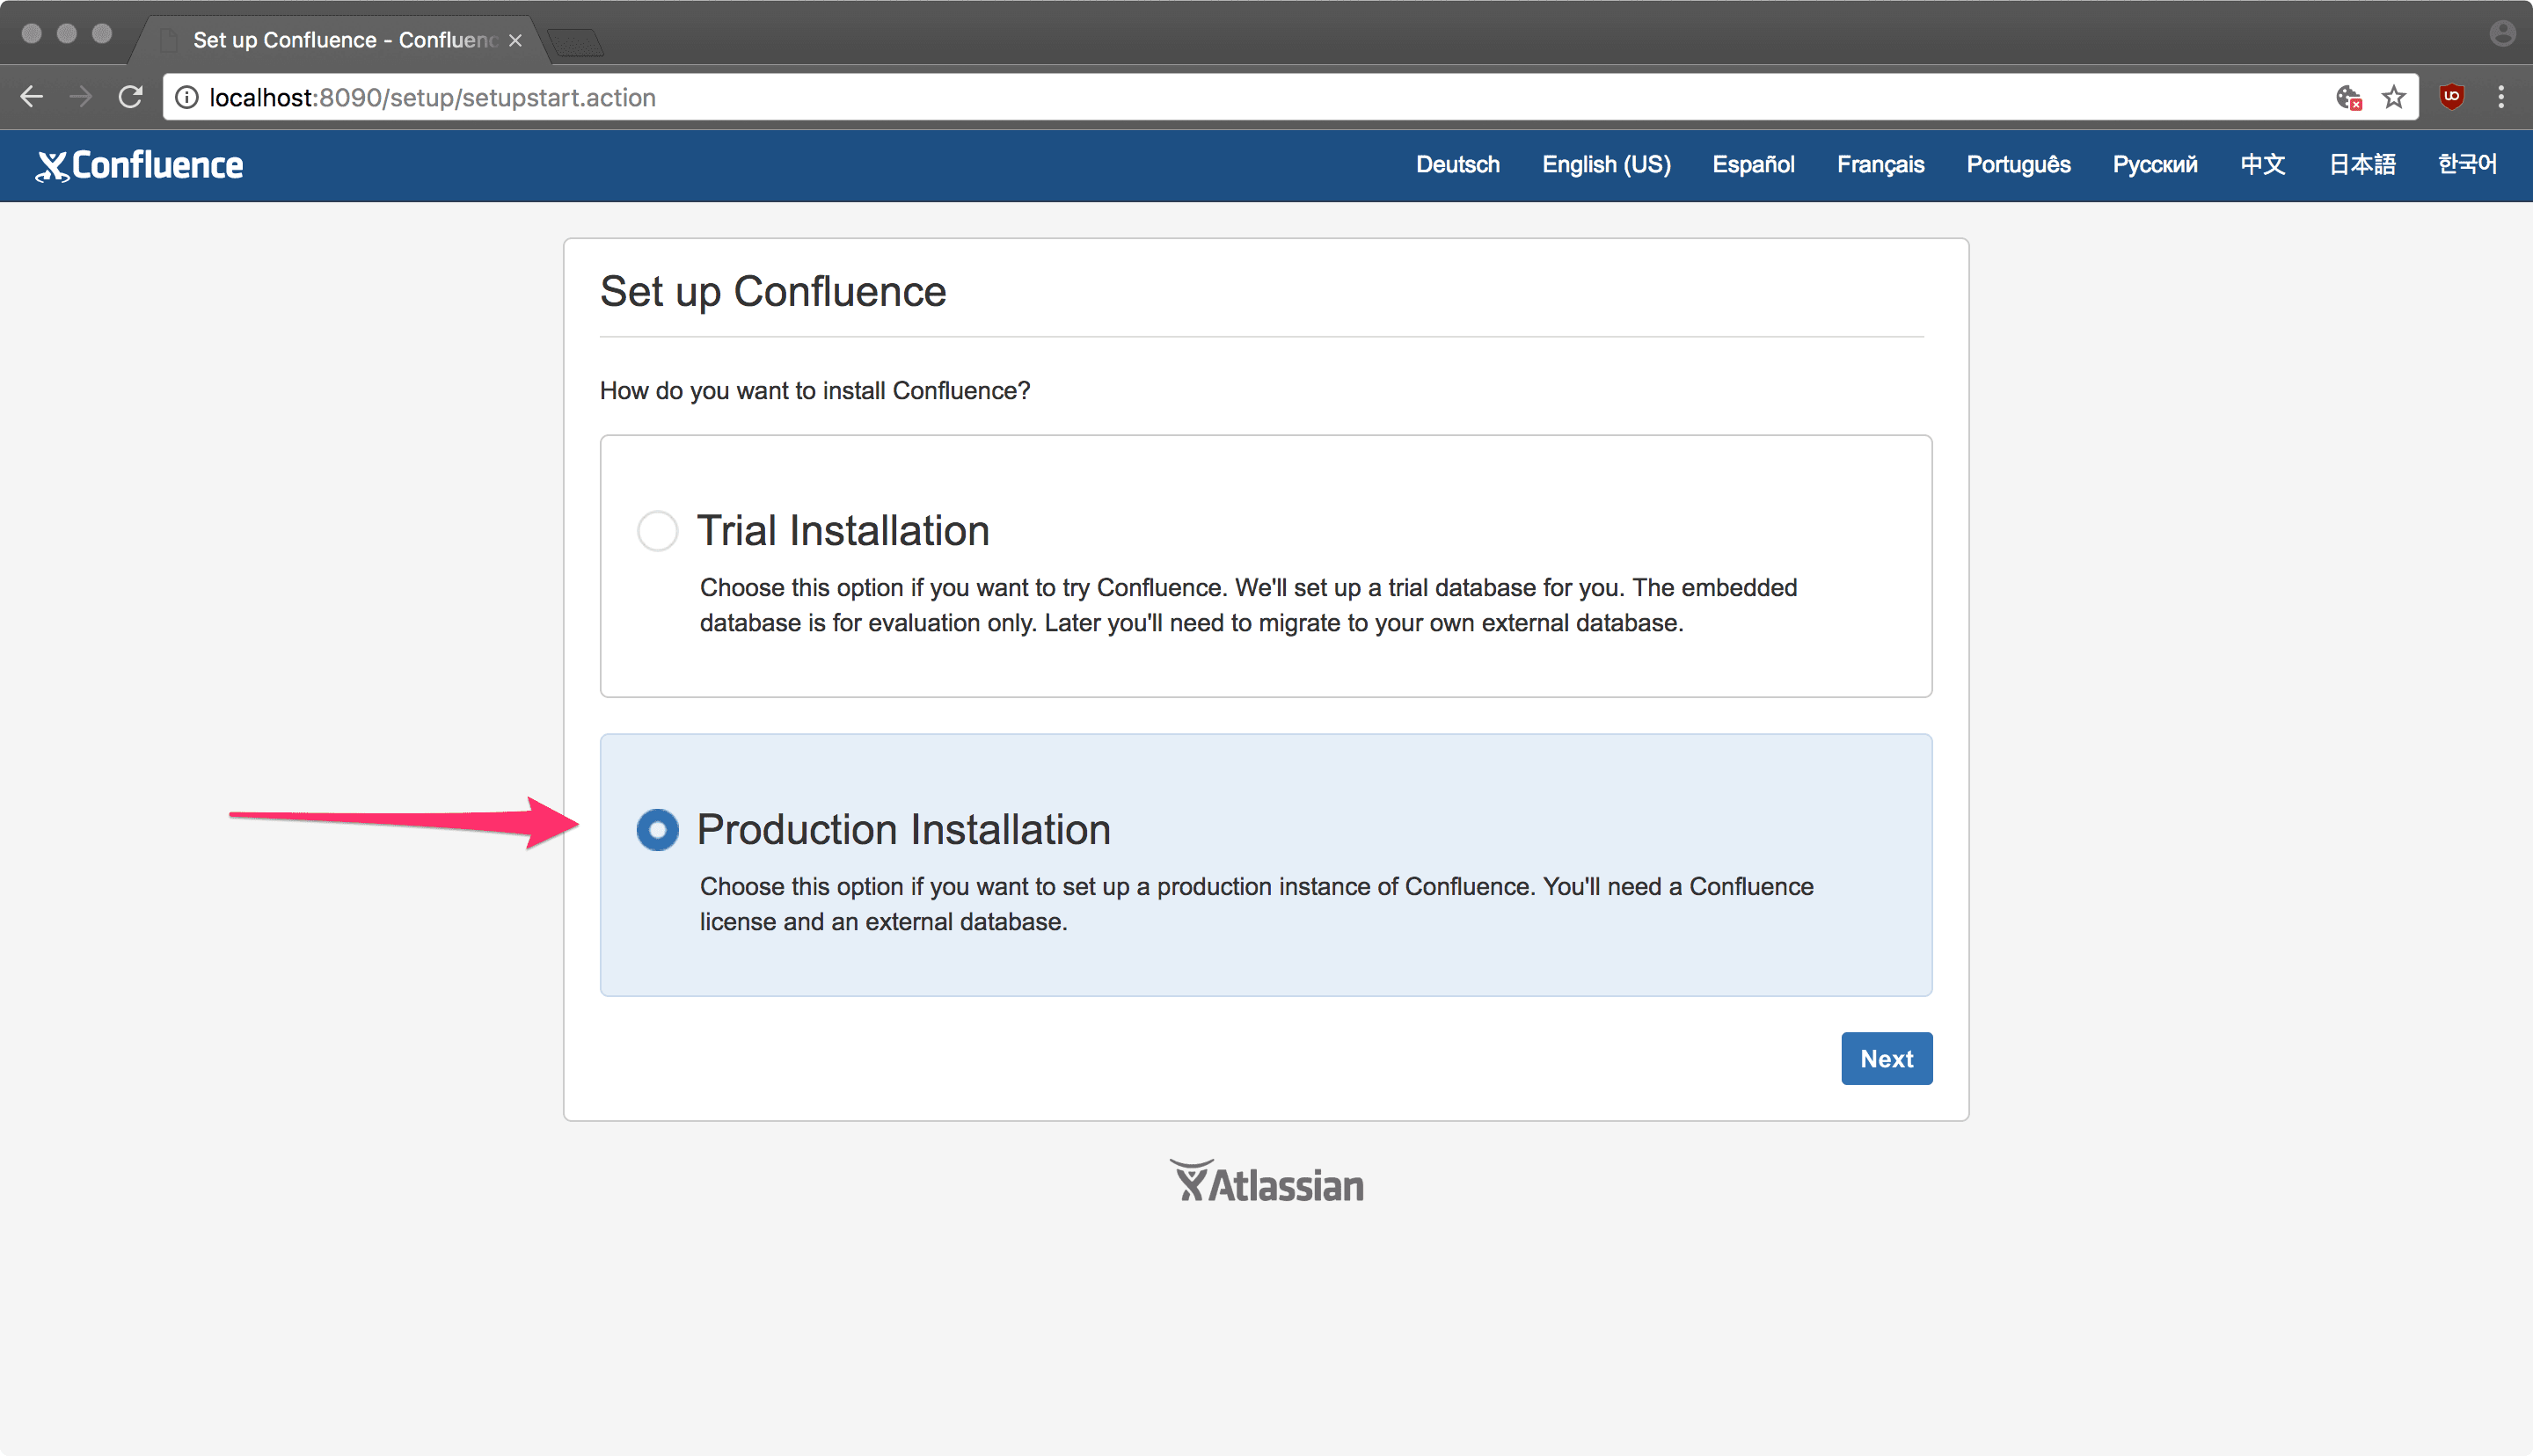 Set up Confluence - Confluenc
localhost:8090/setup/setupstart.action
Confluence
Deutsch English (US) Español Français Português Русский 中文 日本語 한국어
Set up Confluence
How do you want to install Confluence?
Trial Installation
Choose this option if you want to try Confluence. We'll set up a trial database for you. The embedded
database is for evaluation only. Later you'll need to migrate to your own external database.
Production Installation
Choose this option if you want to set up a production instance of Confluence. You'll need a Confluence
license and an external database.
Next
Atlassian